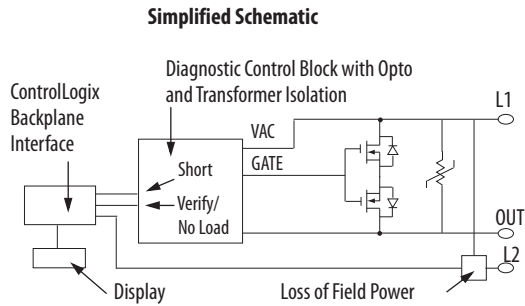 Simplified Schematic
ControlLogix
Backplane
Interface
Diagnostic Control Block with Opto
and Transformer Isolation
VAC
GATE
Short
Verify/
No Load
L1
OUT
L2
Display
Loss of Field Power